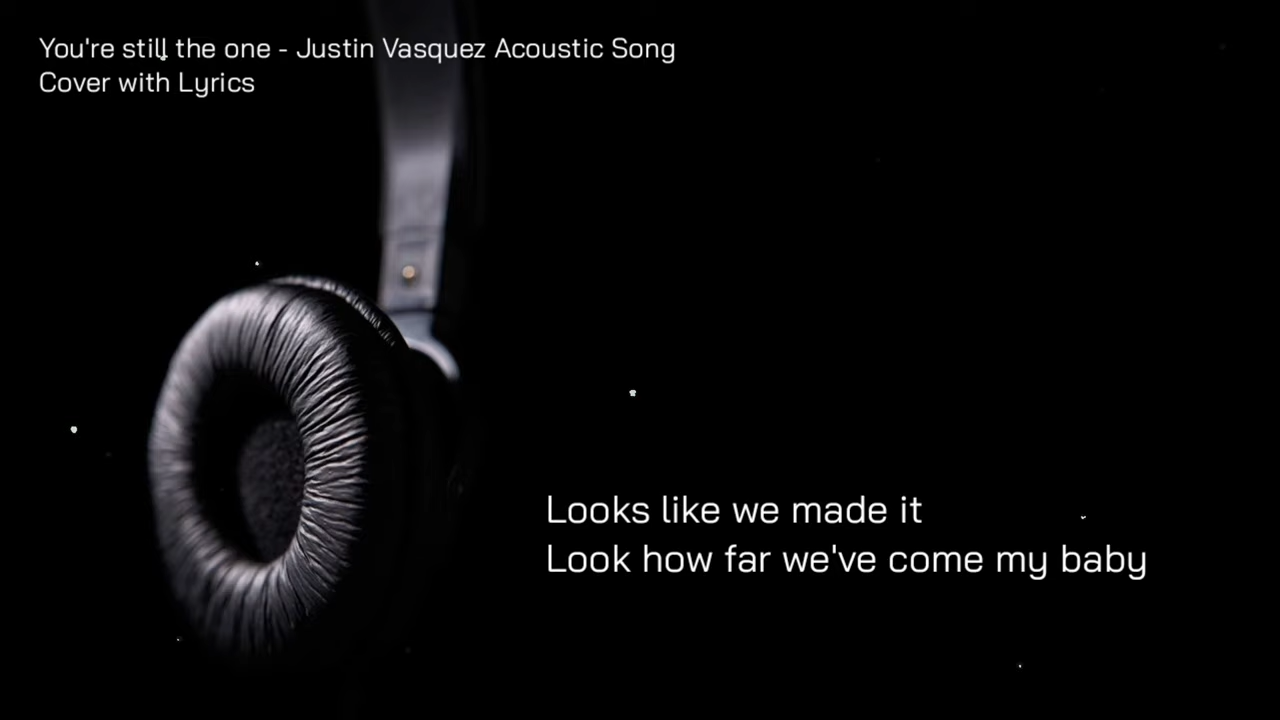 You're still the one - Justin Vasquez Acoustic Song
Cover with Lyrics
Looks like we made it
Look how far we've come my baby